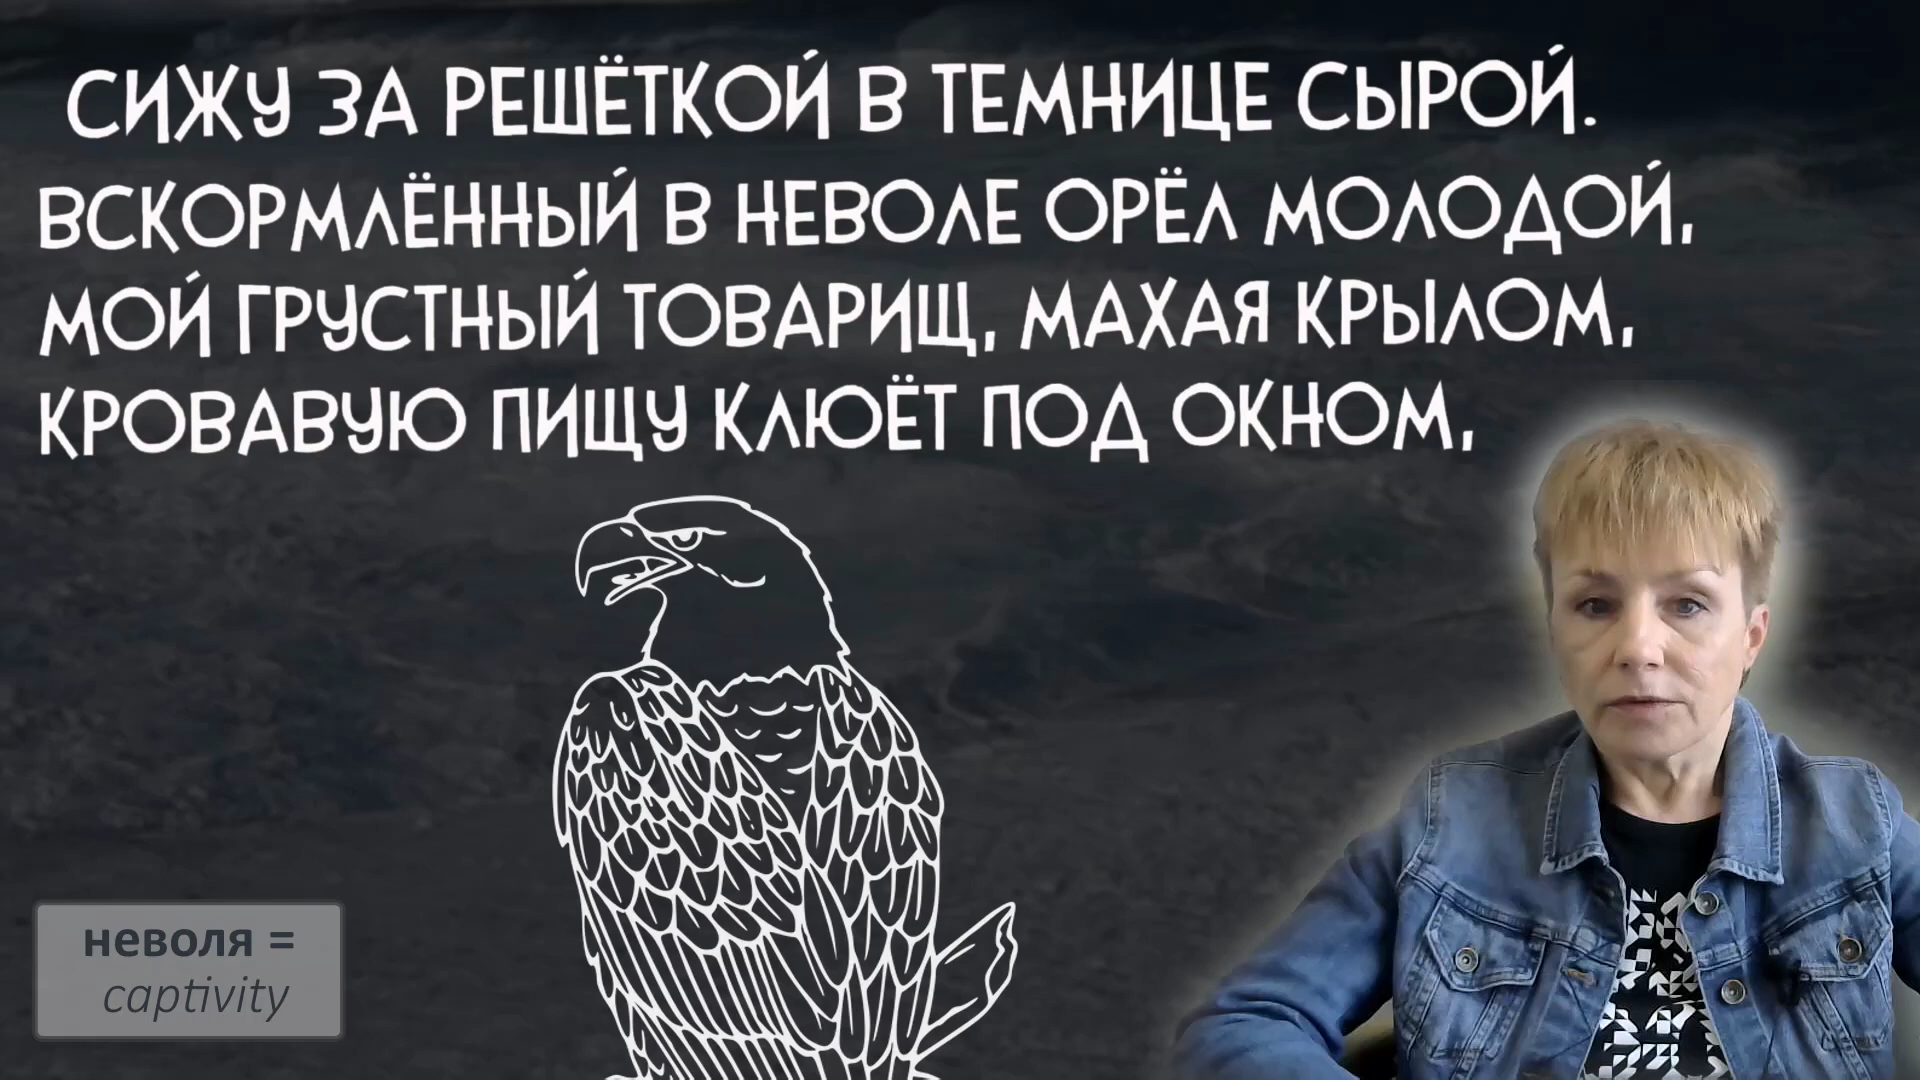 СИЖУ ЗА РЕШЁТКОЙ В ТЕМНИЦЕ СЫРОЙ.
ВСКОРМЛЁННЫЙ В НЕВОЛЕ ОРЁЛ МОЛОДОЙ,
МОЙ ГРУСТНЫЙ ТОВАРИЩ, МАХАЯ КРЫЛОМ,
КРОВАВУЮ ПИЩУ КЛЮЁТ ПОД ОКНОМ,
неволя =
captivity